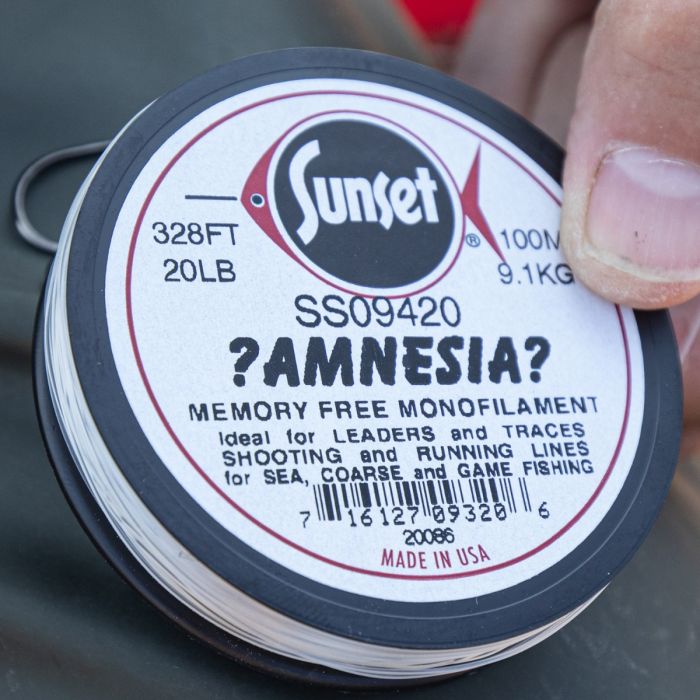 Sunset
®
328FT
20LB
100M
9.1KG
SS09420
?AMNESIA?
MEMORY FREE MONOFILAMENT
Ideal for LEADERS and TRACES
SHOOTING and RUNNING LINES
for SEA, COARSE and GAME FISHING
7 16127 09320 6
20086
MADE IN USA